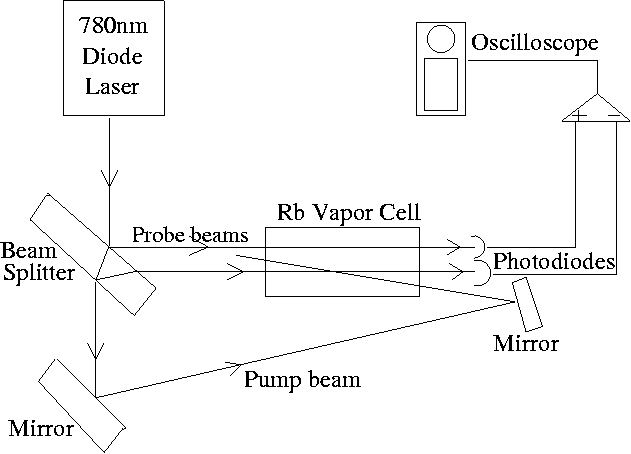 780nm
Diode
Laser
Oscilloscope
+ −
Rb Vapor Cell
Probe beams
Beam
Splitter
Photodiodes
Mirror
Pump beam
Mirror